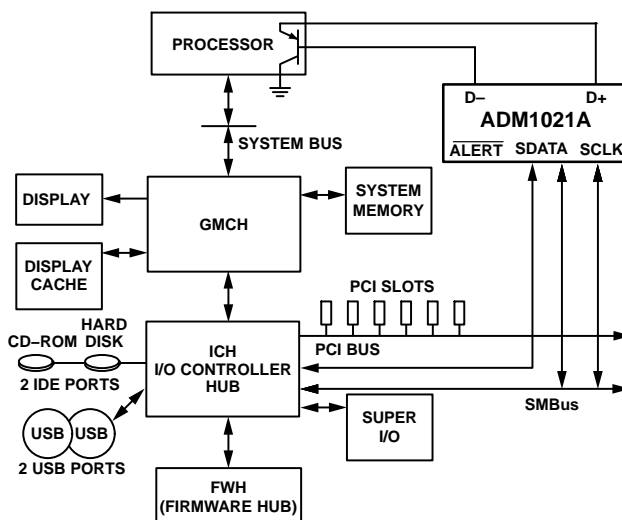 PROCESSOR
D– D+
ADM1021A
ALERT SDATA SCLK
SYSTEM BUS
DISPLAY
GMCH
SYSTEM
MEMORY
DISPLAY
CACHE
PCI SLOTS
HARD
DISK
CD–ROM
ICH
I/O CONTROLLER
HUB
PCI BUS
2 IDE PORTS
SMBus
USB USB
SUPER
I/O
2 USB PORTS
FWH
(FIRMWARE HUB)